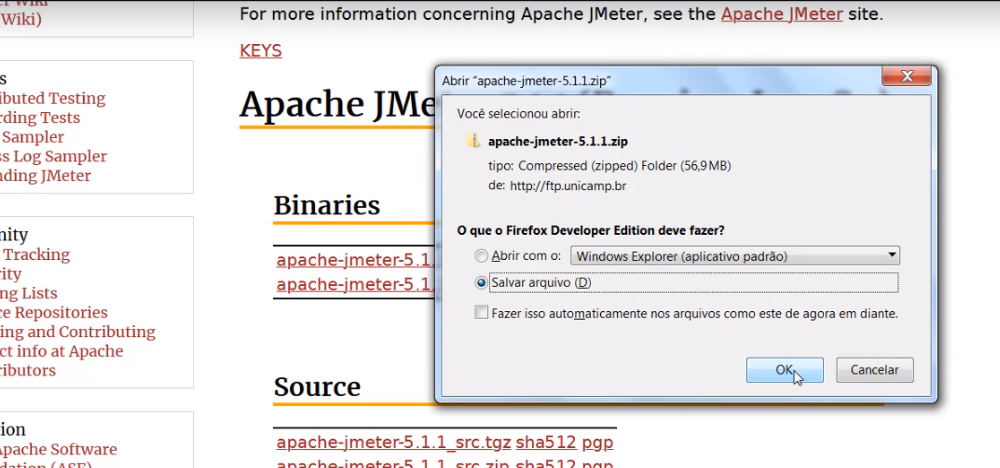 (Wiki)
For more information concerning Apache JMeter, see the Apache JMeter site.
KEYS
s
ibuted Testing
rding Tests
Sampler
ss Log Sampler
nding JMeter
nity
Tracking
rity
ng Lists
ce Repositories
ing and Contributing
ct info at Apache
ributors
ion
Apache Software
Apache JMe
Binaries
apache-jmeter-5.1.
apache-jmeter-5.1.
Source
apache-jmeter-5.1.1_src.tgz sha512 pgp
apache-jmeter-5.1.1_src.zip sha512 pgp
Abrir "apache-jmeter-5.1.1.zip"
Você selecionou abrir:
apache-jmeter-5.1.1.zip
tipo: Compressed (zipped) Folder (56,9 MB)
de: http://ftp.unicamp.br
O que o Firefox Developer Edition deve fazer?
Abrir com o: Windows Explorer (aplicativo padrão)
Salvar arquivo (D)
Fazer isso automaticamente nos arquivos como este de agora em diante.
OK
Cancelar